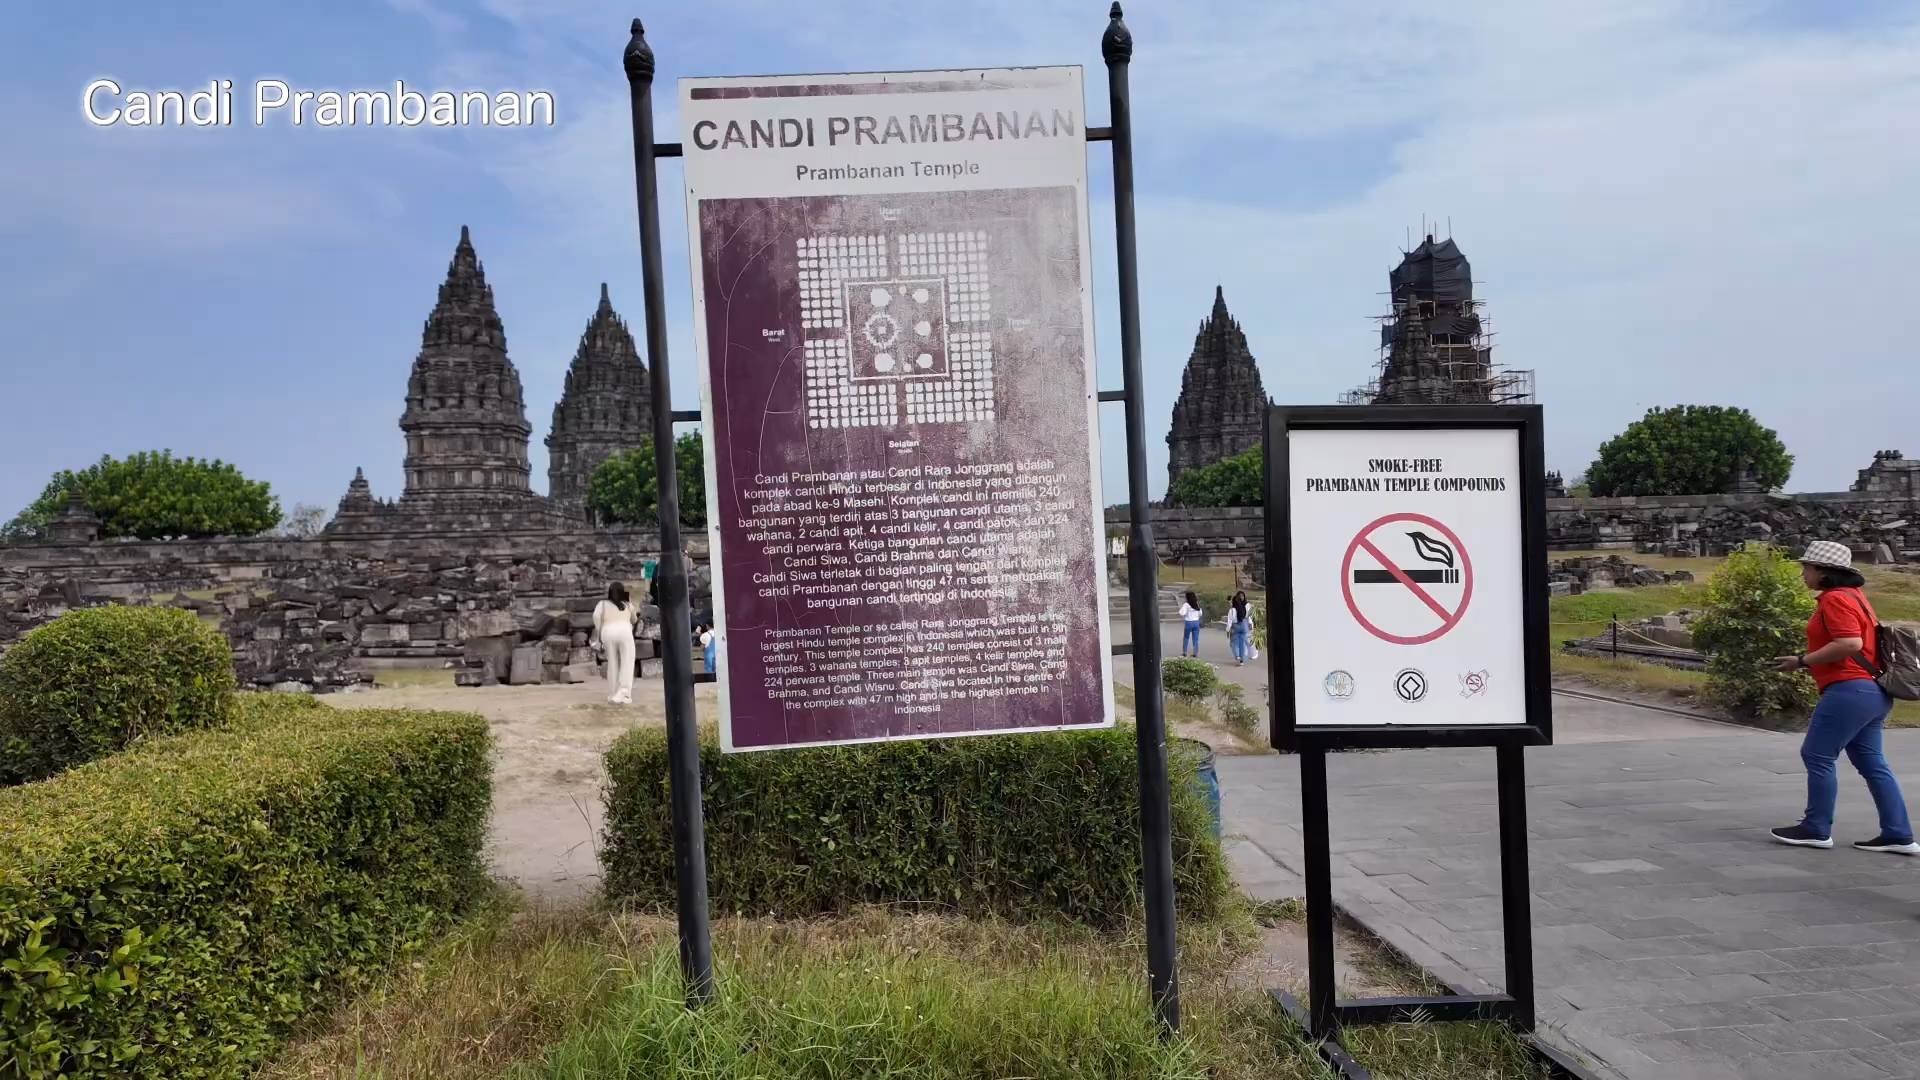 Candi Prambanan
CANDI PRAMBANAN
Prambanan Temple
Utara
Barat
West
Selatan
Candi Prambanan atau Candi Rara Jonggrang adalah
komplek candi Hindu terbesar di Indonesia yang dibangun
pada abad ke-9 Masehi. Komplek candi ini memiliki 240
bangunan yang terdiri atas 3 bangunan candi utama, 3 candi
wahana, 2 candi apit, 4 candi kelir, 4 candi patok, dan 224
candi perwara. Ketiga bangunan candi utama adalah
Candi Siwa, Candi Brahma dan Candi Wisnu.
Candi Siwa terletak di bagian paling tengah dari komplek
candi Prambanan dengan tinggi 47 m serta merupakan
bangunan candi tertinggi di Indonesia.
Prambanan Temple or so called Rara Jonggrang Temple is the
largest Hindu temple complex in Indonesia which was built in 9th
century. This temple complex has 240 temples consist of 3 main
temples, 3 wahana temples, 3 apit temples, 4 kelir temples and
224 perwara temple. Three main temple was Candi Siwa, Candi
Brahma, and Candi Wisnu. Candi Siwa located in the centre of
the complex with 47 m high and is the highest temple in
Indonesia
SMOKE-FREE
PRAMBANAN TEMPLE COMPOUNDS